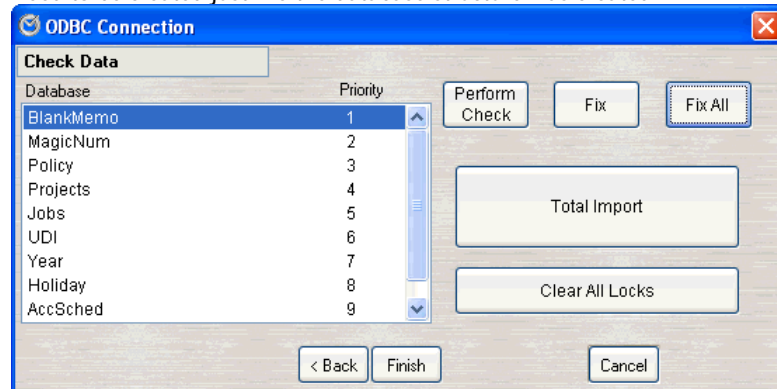 ODBC Connection
Check Data
Database Priority
BlankMemo 1
MagicNum 2
Policy 3
Projects 4
Jobs 5
UDI 6
Year 7
Holiday 8
AccSched 9
Perform
Check
Fix
Fix All
Total Import
Clear All Locks
< Back
Finish
Cancel